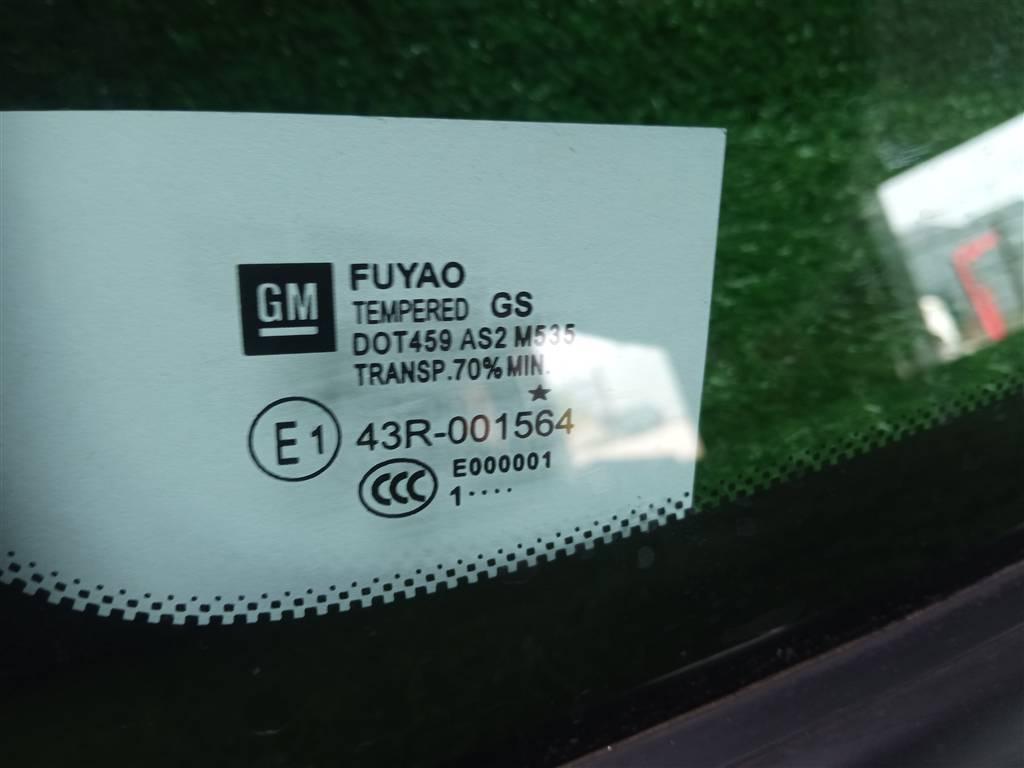 GM
FUYAO
TEMPERED GS
DOT459 AS2 M535
TRANSP.70% MIN.
★
E1 43R-001564
CCC E000001
1····